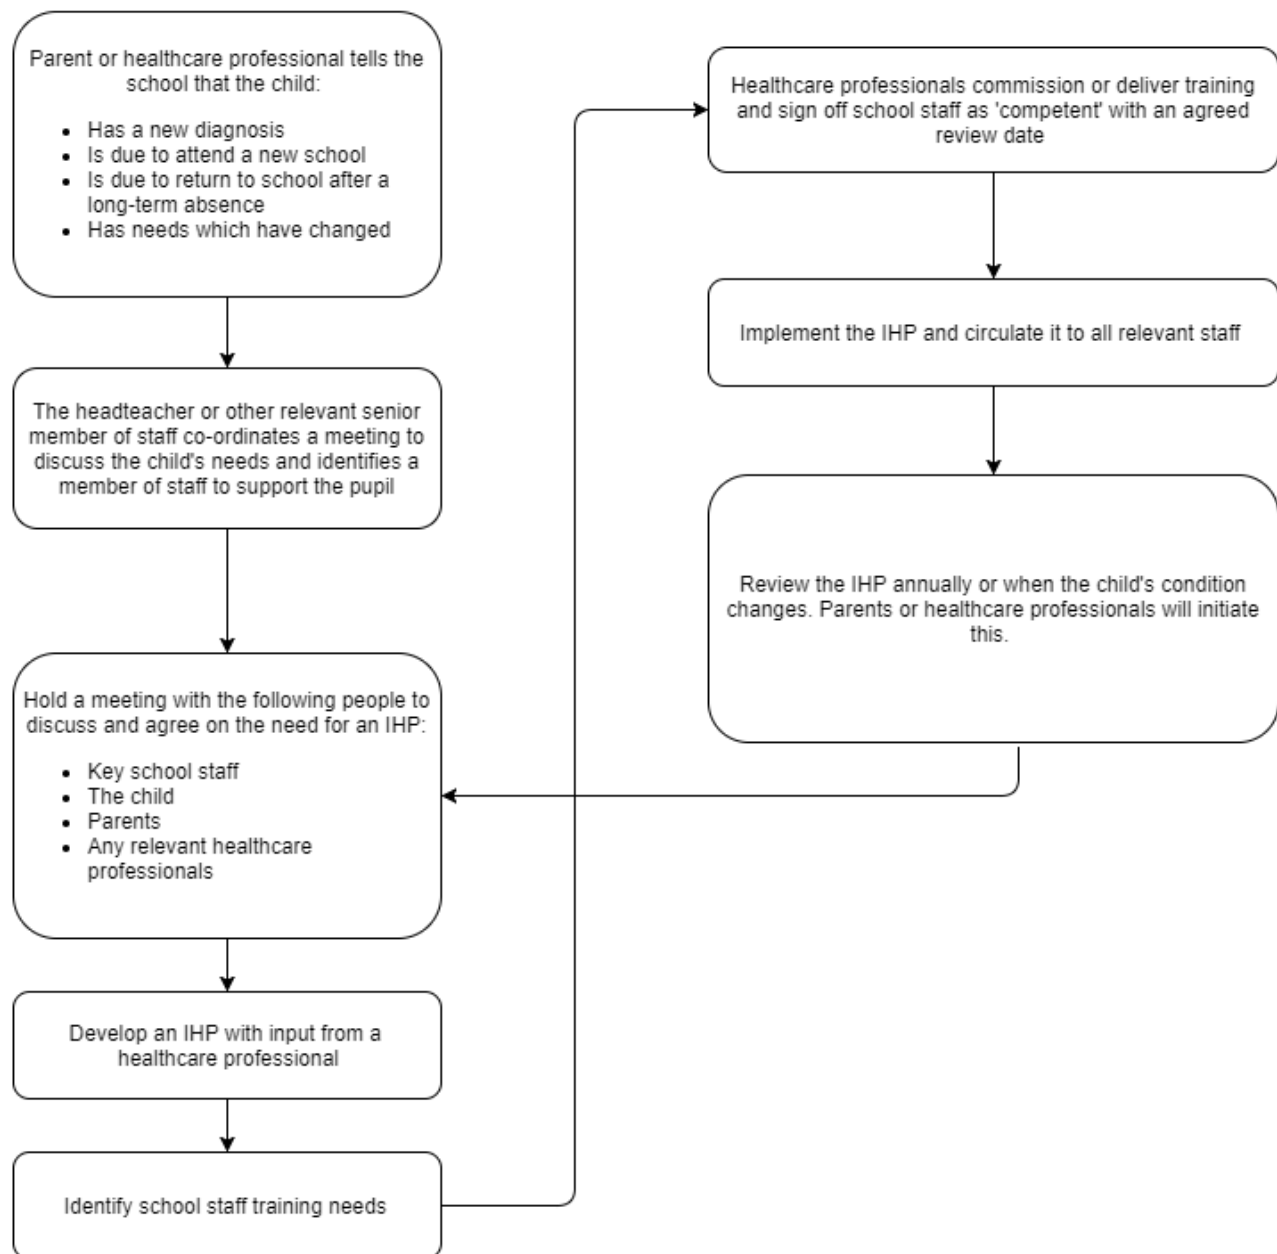 Parent or healthcare professional tells the
school that the child:
• Has a new diagnosis
• Is due to attend a new school
• Is due to return to school after a
long-term absence
• Has needs which have changed
The headteacher or other relevant senior
member of staff co-ordinates a meeting to
discuss the child's needs and identifies a
member of staff to support the pupil
Hold a meeting with the following people to
discuss and agree on the need for an IHP:
• Key school staff
• The child
• Parents
• Any relevant healthcare
professionals
Develop an IHP with input from a
healthcare professional
Identify school staff training needs
Healthcare professionals commission or deliver training
and sign off school staff as 'competent' with an agreed
review date
Implement the IHP and circulate it to all relevant staff
Review the IHP annually or when the child's condition
changes. Parents or healthcare professionals will initiate
this.